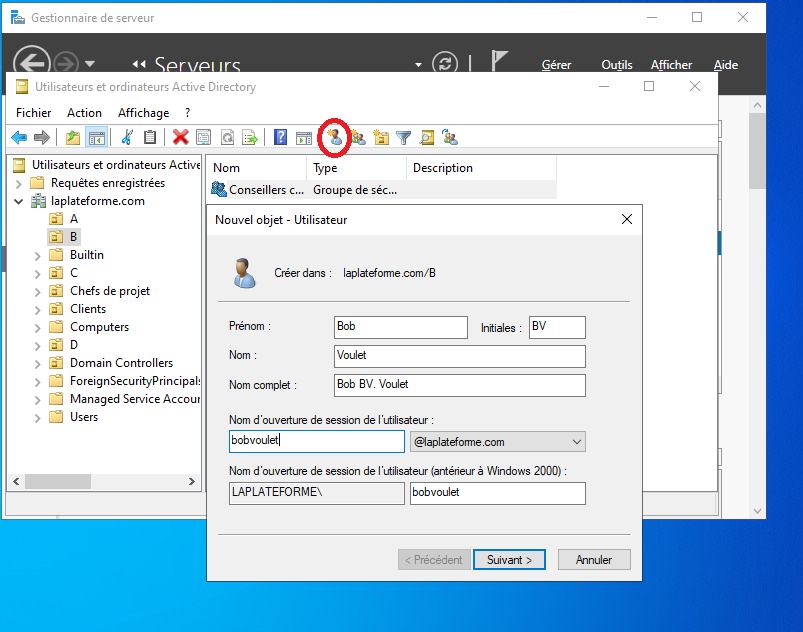 Gestionnaire de serveur
Serveurs
Gérer Outils Afficher Aide
Utilisateurs et ordinateurs Active Directory
Fichier Action Affichage ?
Utilisateurs et ordinateurs Active
Requêtes enregistrées
laplateforme.com
A
B
Builtin
C
Chefs de projet
Clients
Computers
D
Domain Controllers
ForeignSecurityPrincipals
Managed Service Accour
Users
Nom Type Description
Conseillers c... Groupe de séc...
Nouvel objet - Utilisateur
Créer dans : laplateforme.com/B
Prénom : Bob Initiales : BV
Nom : Voulet
Nom complet : Bob BV. Voulet
Nom d'ouverture de session de l'utilisateur :
bobvoulet @laplateforme.com
Nom d'ouverture de session de l'utilisateur (antérieur à Windows 2000) :
LAPLATEFORME\ bobvoulet
< Précédent Suivant > Annuler